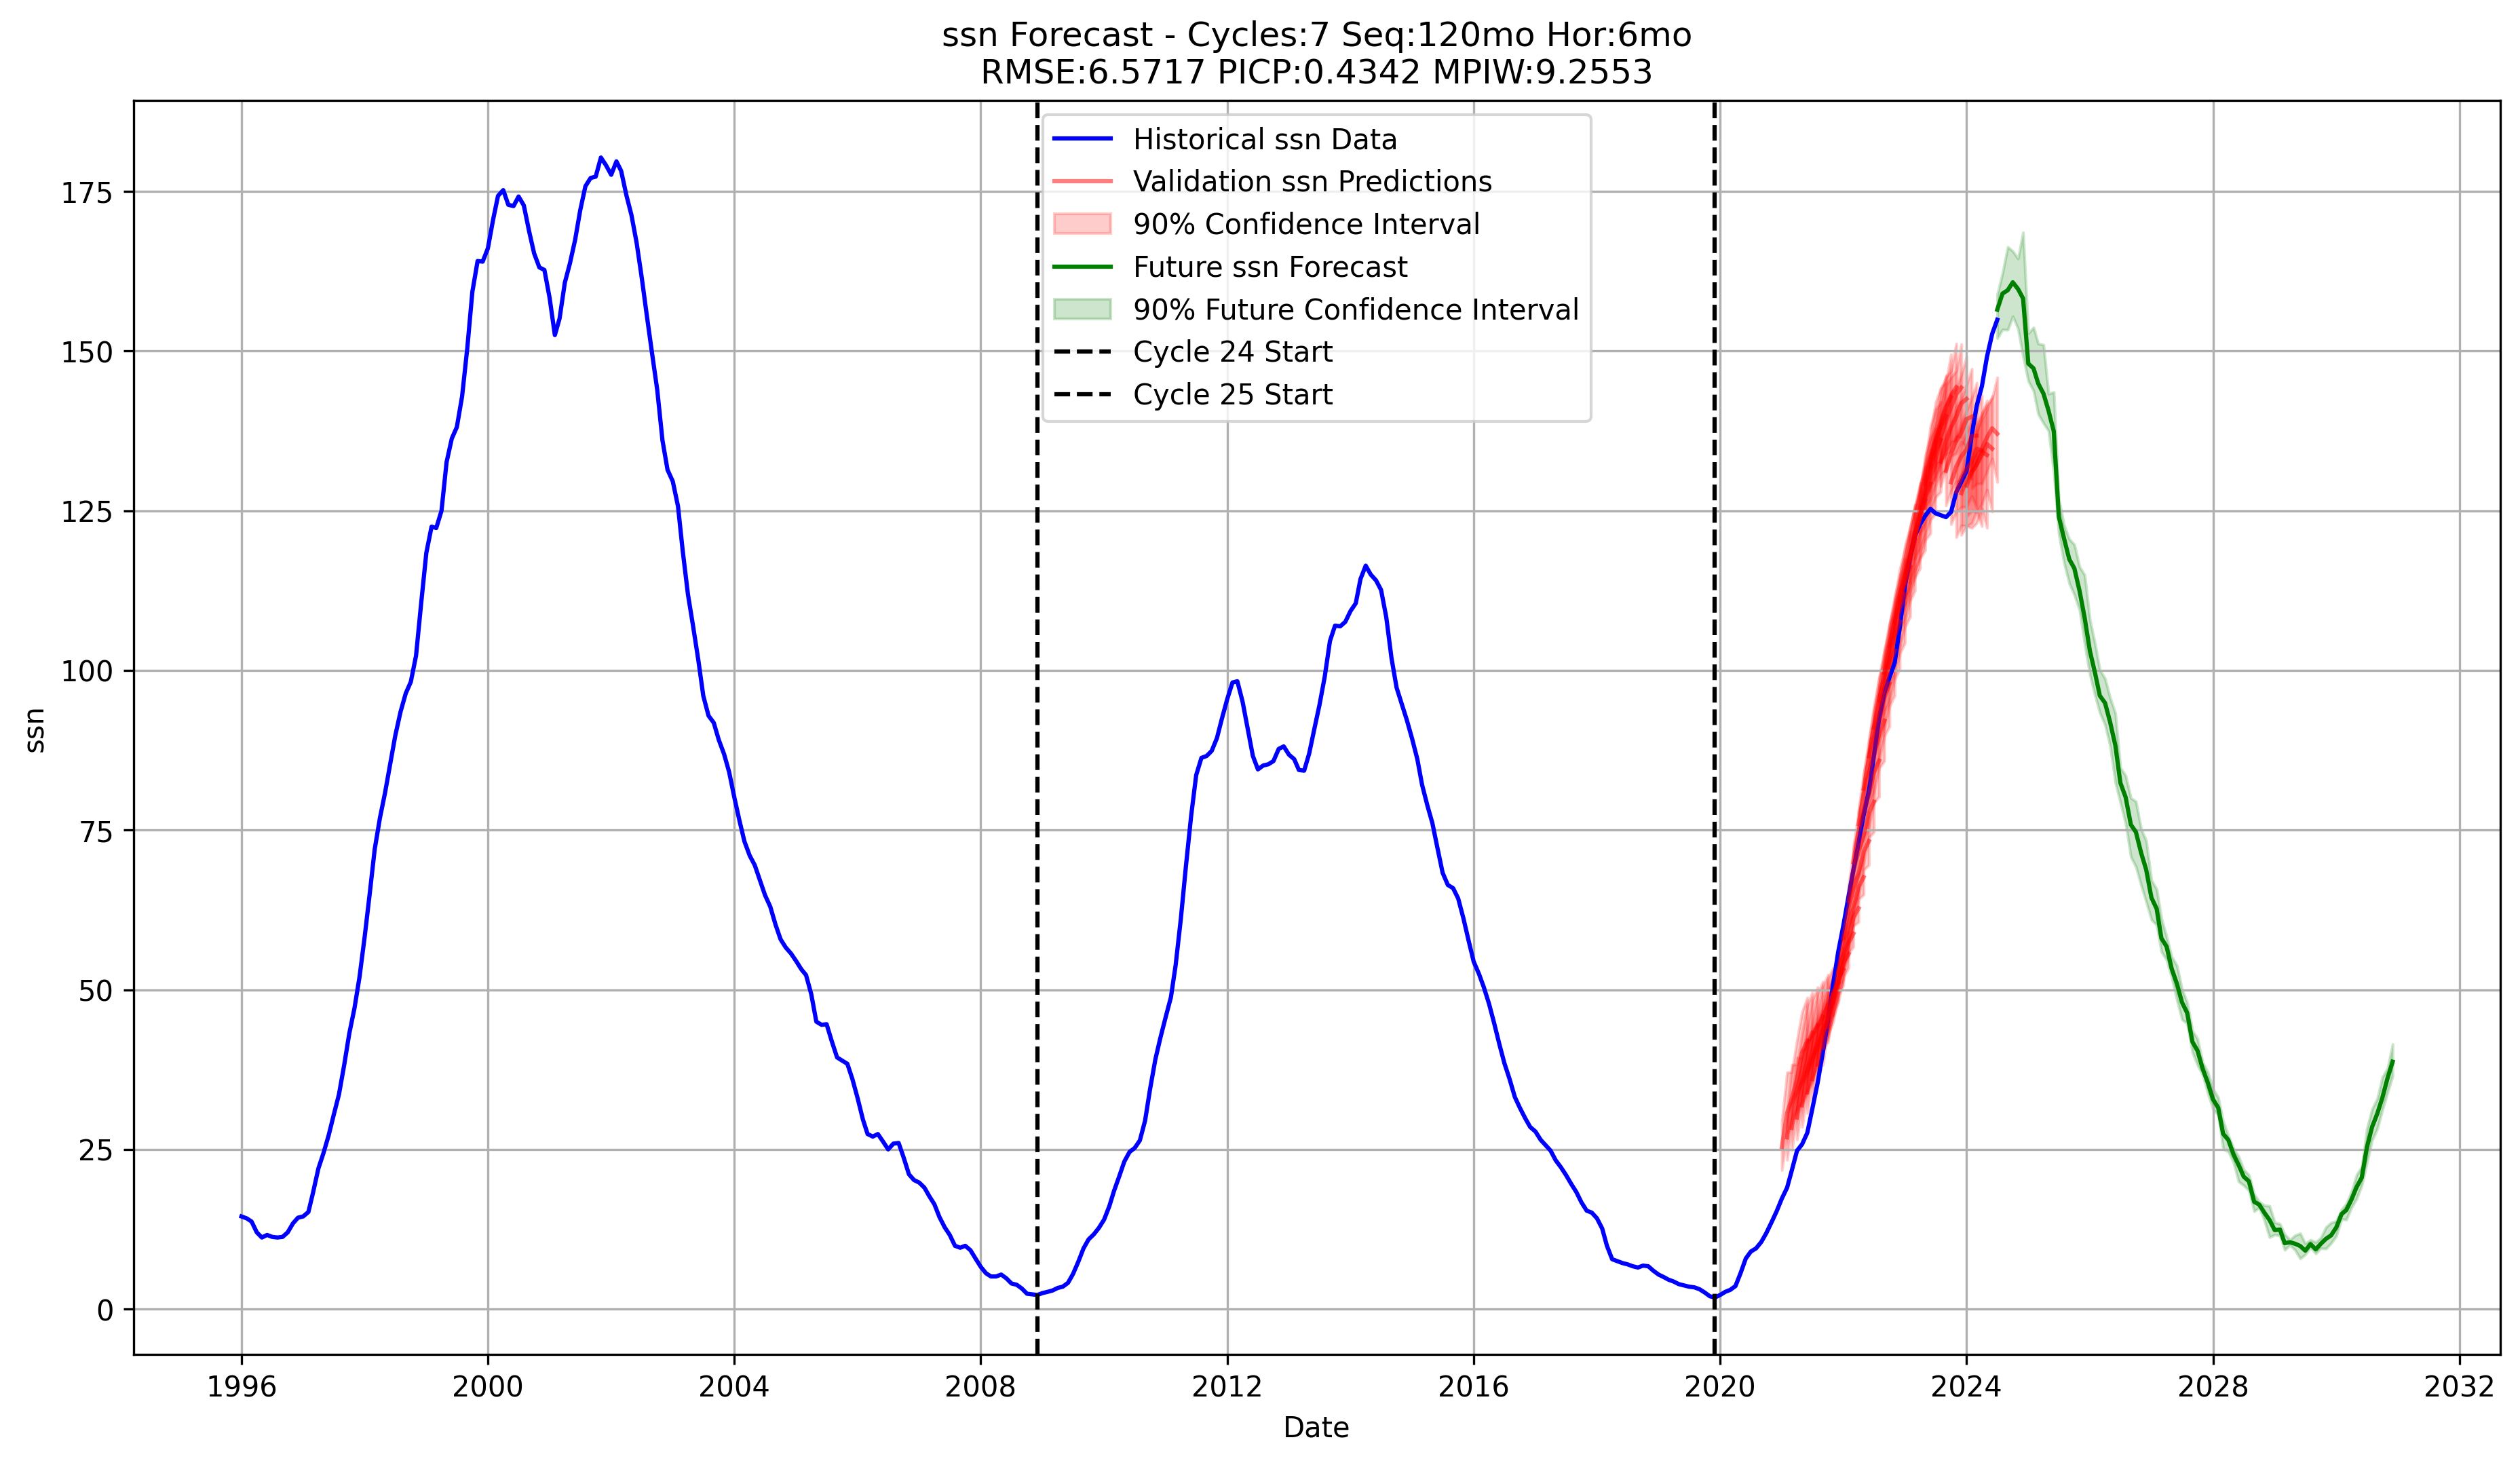 ssn Forecast - Cycles:7 Seq:120mo Hor:6mo
RMSE:6.5717 PICP:0.4342 MPIW:9.2553
Historical ssn Data
Validation ssn Predictions
90% Confidence Interval
Future ssn Forecast
90% Future Confidence Interval
Cycle 24 Start
Cycle 25 Start
175
150
125
100
75
50
25
0
ssn
1996 2000 2004 2008 2012 2016 2020 2024 2028 2032
Date